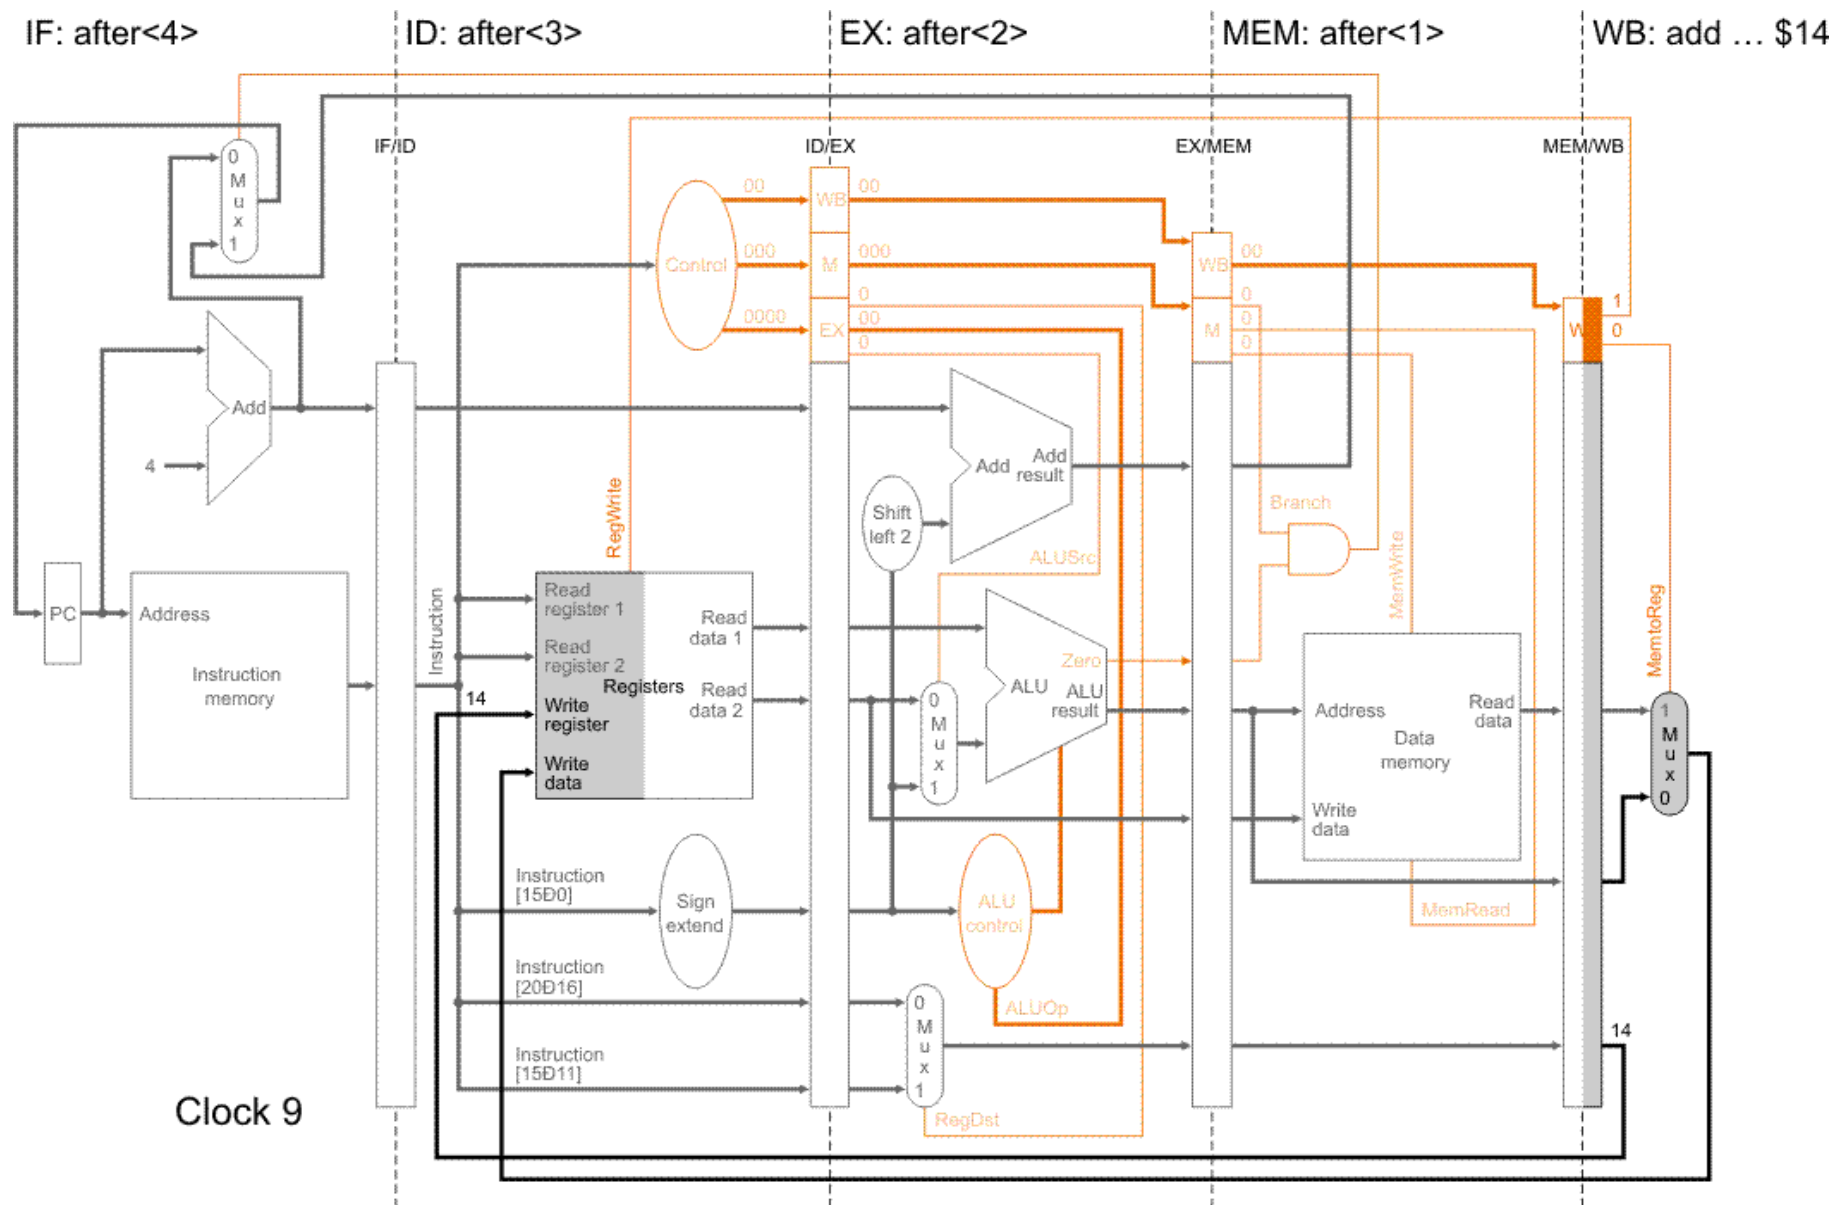 IF: after<4>
ID: after<3>
EX: after<2>
MEM: after<1>
WB: add … $14
IF/ID
ID/EX
EX/MEM
MEM/WB
0
M
u
x
1
00
WB
00
000
Control
M
000
0000
EX
0
00
0
WB
00
M
0
0
0
W
1
0
Add
4
Add
Add
result
Shift
left 2
RegWrite
Branch
ALUSrc
MemWrite
MemtoReg
PC
Address
Instruction
memory
Instruction
Read
register 1
Read
register 2
Registers
Write
register
Write
data
Read
data 1
Read
data 2
14
0
M
u
x
1
Zero
ALU
ALU
result
Address
Read
data
Data
memory
Write
data
1
M
u
x
0
Instruction
[15Ð0]
Sign
extend
ALU
control
MemRead
Instruction
[20Ð16]
0
M
u
x
1
ALUOp
14
Instruction
[15Ð11]
RegDst
Clock 9